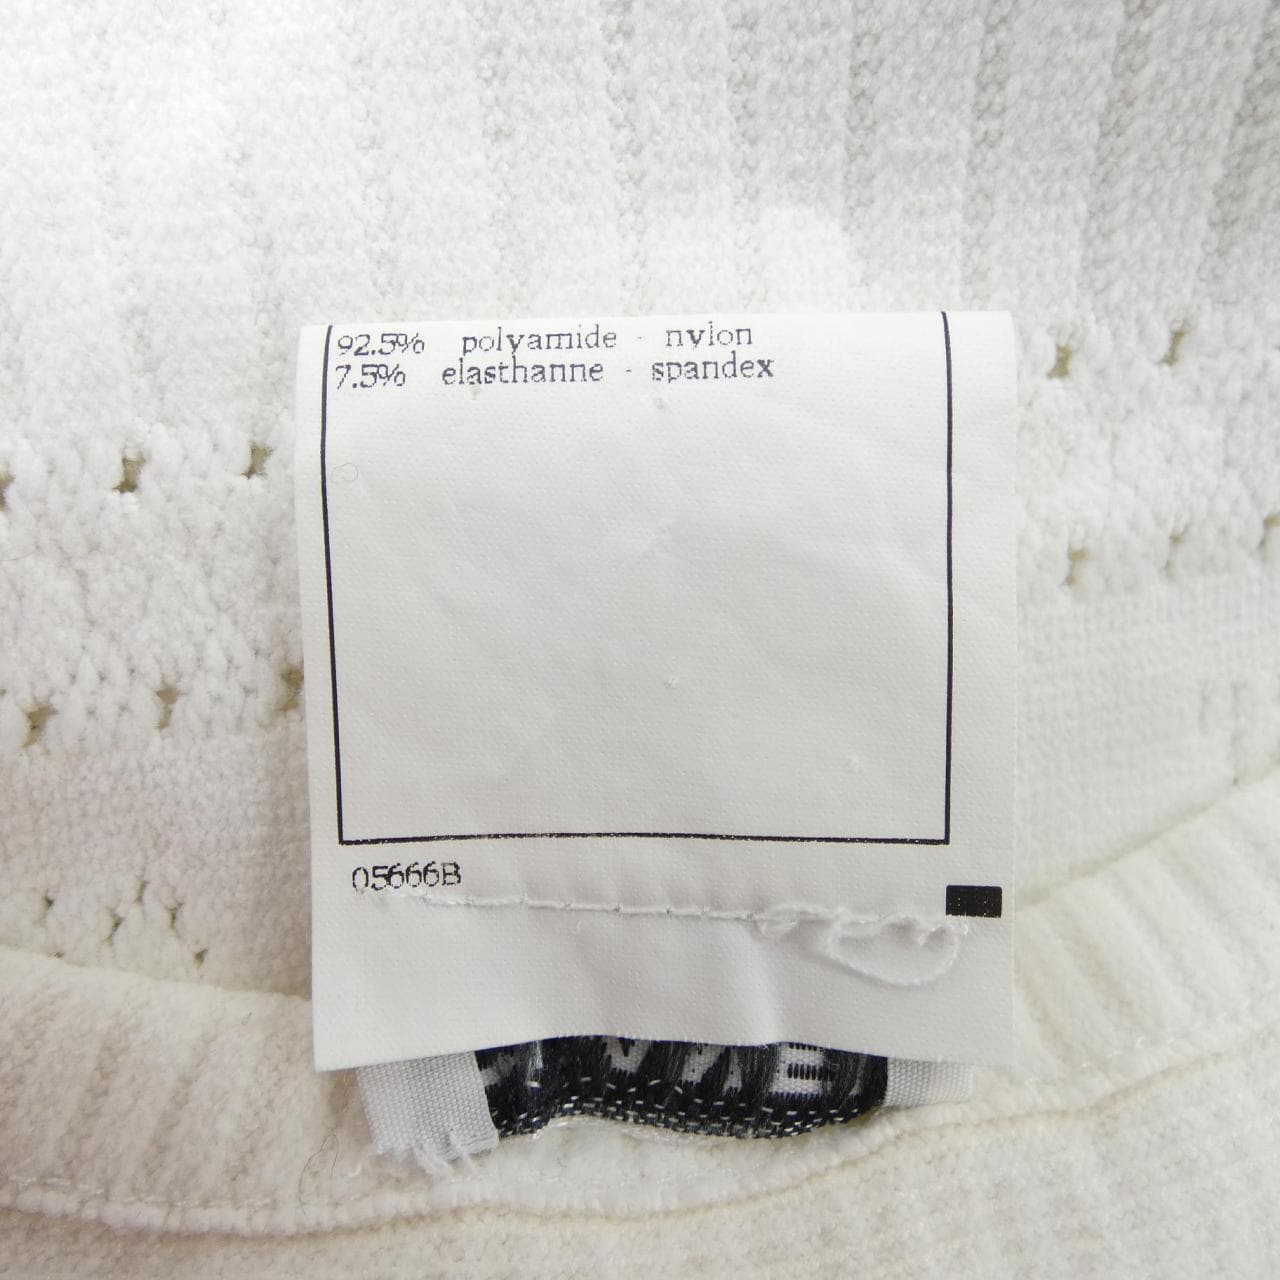 92.5% polyamide - nylon
7.5% elasthanne - spandex
05666B